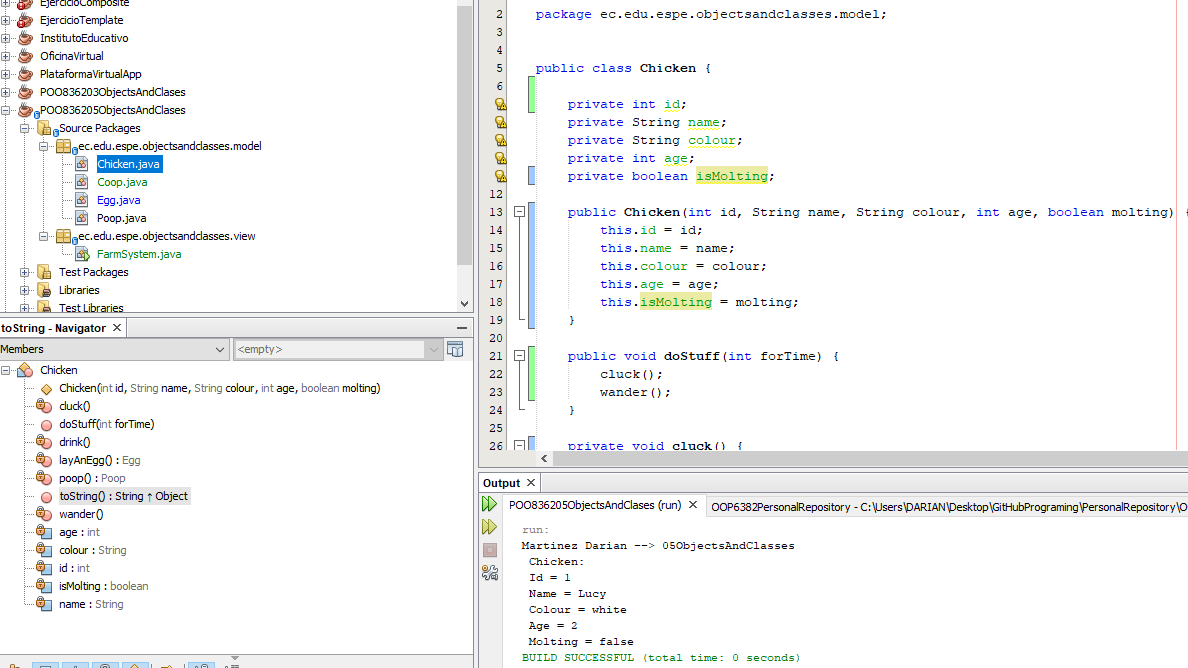 EjercicioComposite
EjercicioTemplate
InstitutoEducativo
OficinaVirtual
PlataformaVirtualApp
POO836203ObjectsAndClases
POO836205ObjectsAndClases
Source Packages
ec.edu.espe.objectsandclasses.model
Chicken.java
Coop.java
Egg.java
Poop.java
ec.edu.espe.objectsandclasses.view
FarmSystem.java
Test Packages
Libraries
Test Libraries
toString - Navigator
Members
<empty>
Chicken
Chicken(int id, String name, String colour, int age, boolean molting)
cluck()
doStuff(int forTime)
drink()
layAnEgg() : Egg
poop() : Poop
toString() : String ↑ Object
wander()
age : int
colour : String
id : int
isMolting : boolean
name : String
2 package ec.edu.espe.objectsandclasses.model;
3
4
5 public class Chicken {
6
private int id;
private String name;
private String colour;
private int age;
private boolean isMolting;
12
13 public Chicken(int id, String name, String colour, int age, boolean molting) {
14 this.id = id;
15 this.name = name;
16 this.colour = colour;
17 this.age = age;
18 this.isMolting = molting;
19 }
20
21 public void doStuff(int forTime) {
22 cluck();
23 wander();
24 }
25
26 private void cluck() {
Output
POO836205ObjectsAndClases (run)
OOP6382PersonalRepository - C:\Users\DARIAN\Desktop\GitHubPrograming\PersonalRepository\O
run:
Martinez Darian --> 05ObjectsAndClasses
Chicken:
Id = 1
Name = Lucy
Colour = white
Age = 2
Molting = false
BUILD SUCCESSFUL (total time: 0 seconds)